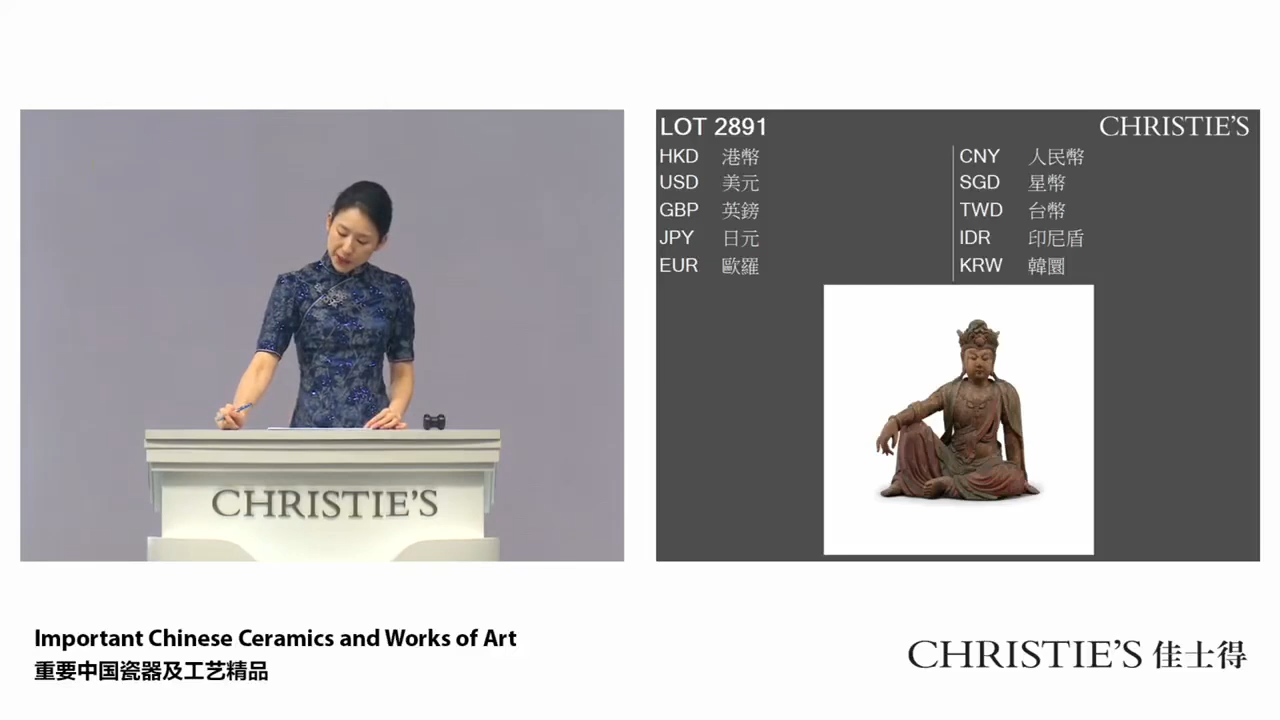 CHRISTIE'S
LOT 2891
CHRISTIE'S
HKD 港幣
USD 美元
GBP 英鎊
JPY 日元
EUR 歐羅
CNY 人民幣
SGD 星幣
TWD 台幣
IDR 印尼盾
KRW 韓圜
Important Chinese Ceramics and Works of Art
重要中国瓷器及工艺精品
CHRISTIE'S 佳士得